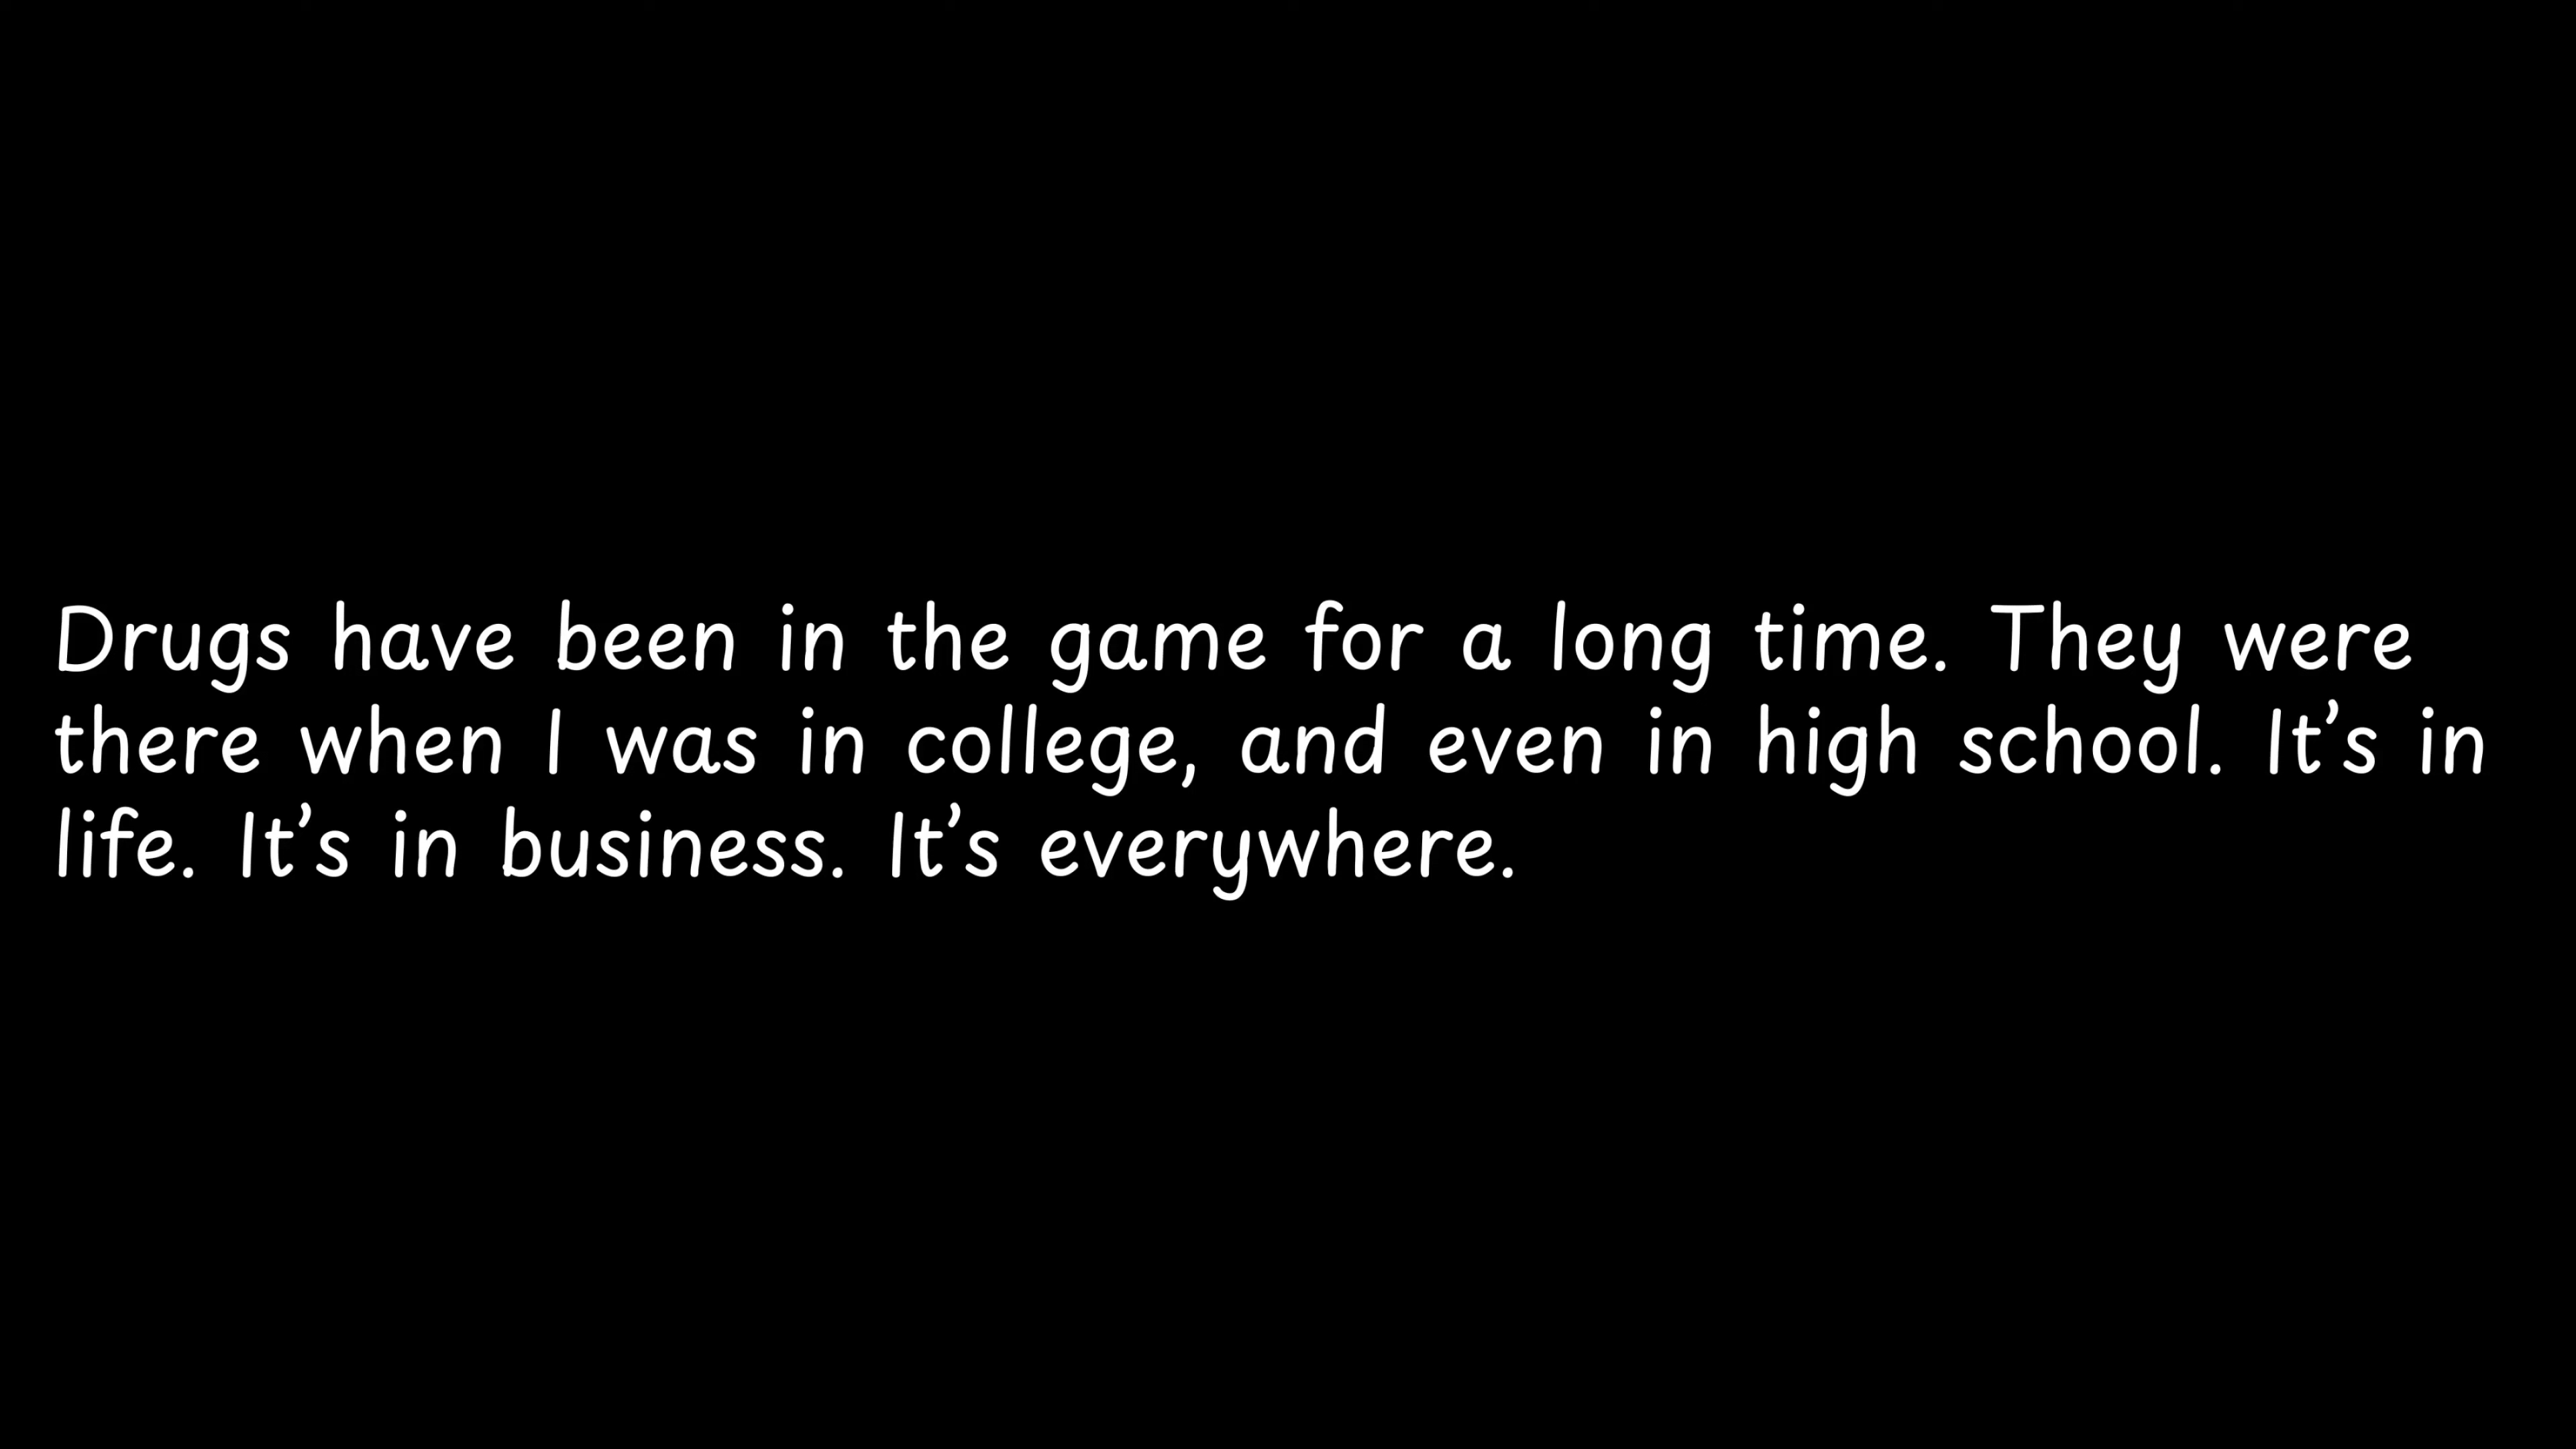 Drugs have been in the game for a long time. They were
there when I was in college, and even in high school. It’s in
life. It’s in business. It’s everywhere.